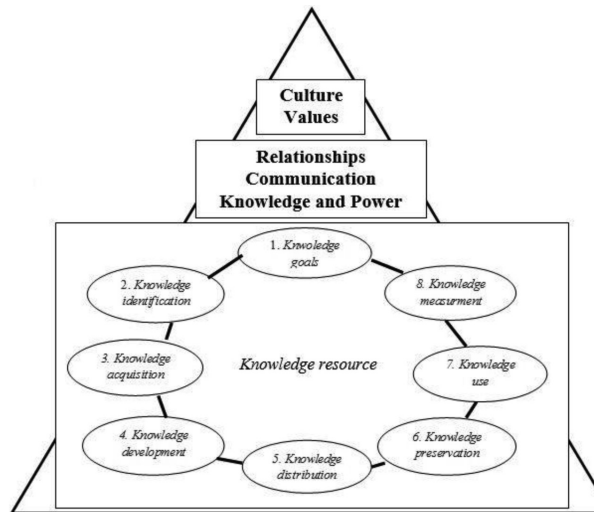 Culture
Values
Relationships
Communication
Knowledge and Power
1. Knwoledge
goals
2. Knowledge
identification
3. Knowledge
acquisition
4. Knowledge
development
5. Knowledge
distribution
6. Knowledge
preservation
7. Knowledge
use
8. Knowledge
measurment
Knowledge resource